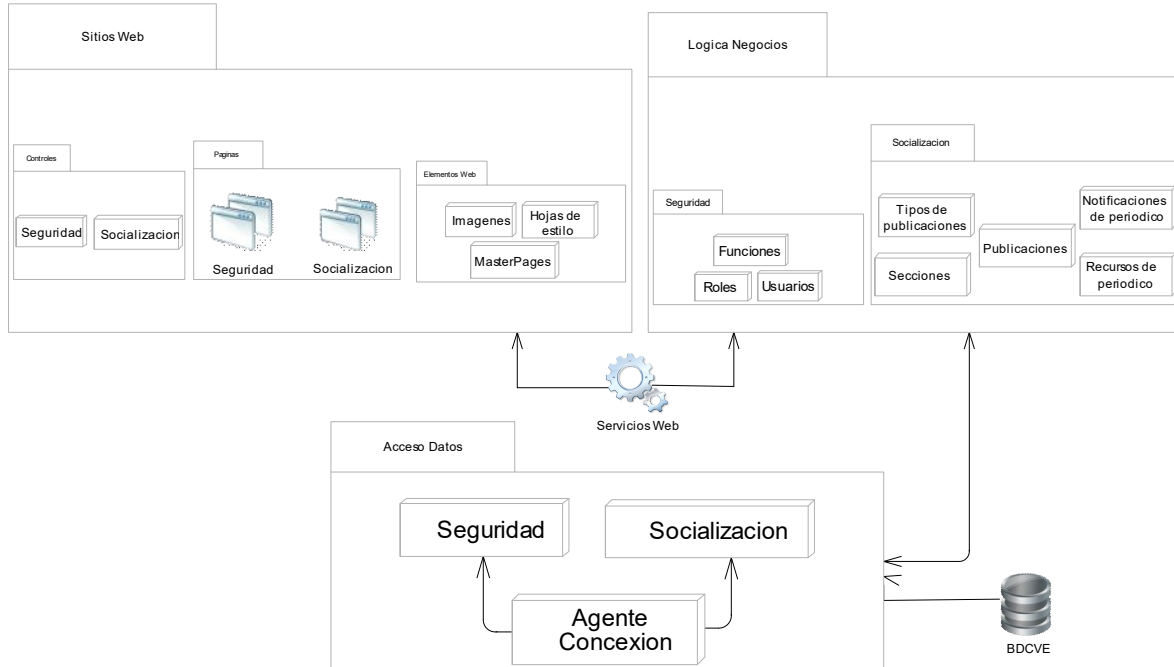 Sitios Web
Logica Negocios
Controles
Seguridad
Socializacion
Paginas
Seguridad
Socializacion
Elementos Web
Imagenes
Hojas de
estilo
MasterPages
Seguridad
Funciones
Roles
Usuarios
Socializacion
Tipos de
publicaciones
Secciones
Publicaciones
Notificaciones
de periodico
Recursos de
periodico
Servicios Web
Acceso Datos
Seguridad
Socializacion
Agente
Concexion
BDCVE